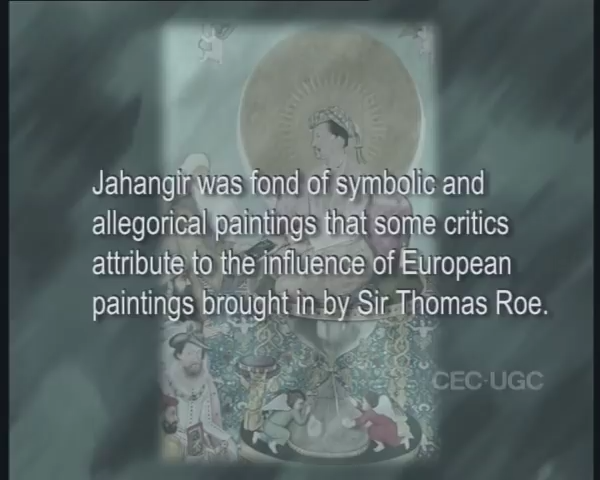 Jahangir was fond of symbolic and
allegorical paintings that some critics
attribute to the influence of European
paintings brought in by Sir Thomas Roe.
CEC-UGC